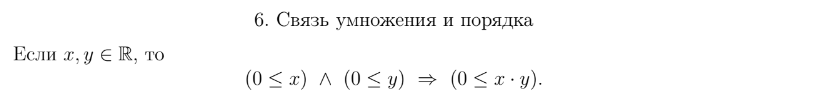 6. Связь умножения и порядка
Если x, y ∈ ℝ, то
(0 ≤ x) ∧ (0 ≤ y) ⇒ (0 ≤ x · y).